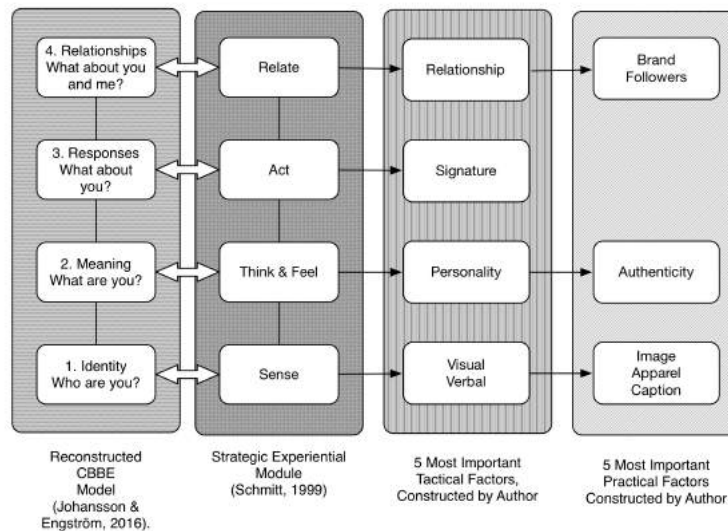 4. Relationships
What about you
and me?
Relate
Relationship
Brand
Followers
3. Responses
What about
you?
Act
Signature
2. Meaning
What are you?
Think & Feel
Personality
Authenticity
1. Identity
Who are you?
Sense
Visual
Verbal
Image
Apparel
Caption
Reconstructed
CBBE
Model
(Johansson &
Engström, 2016).
Strategic Experiential
Module
(Schmitt, 1999)
5 Most Important
Tactical Factors,
Constructed by Author
5 Most Important
Practical Factors
Constructed by Author